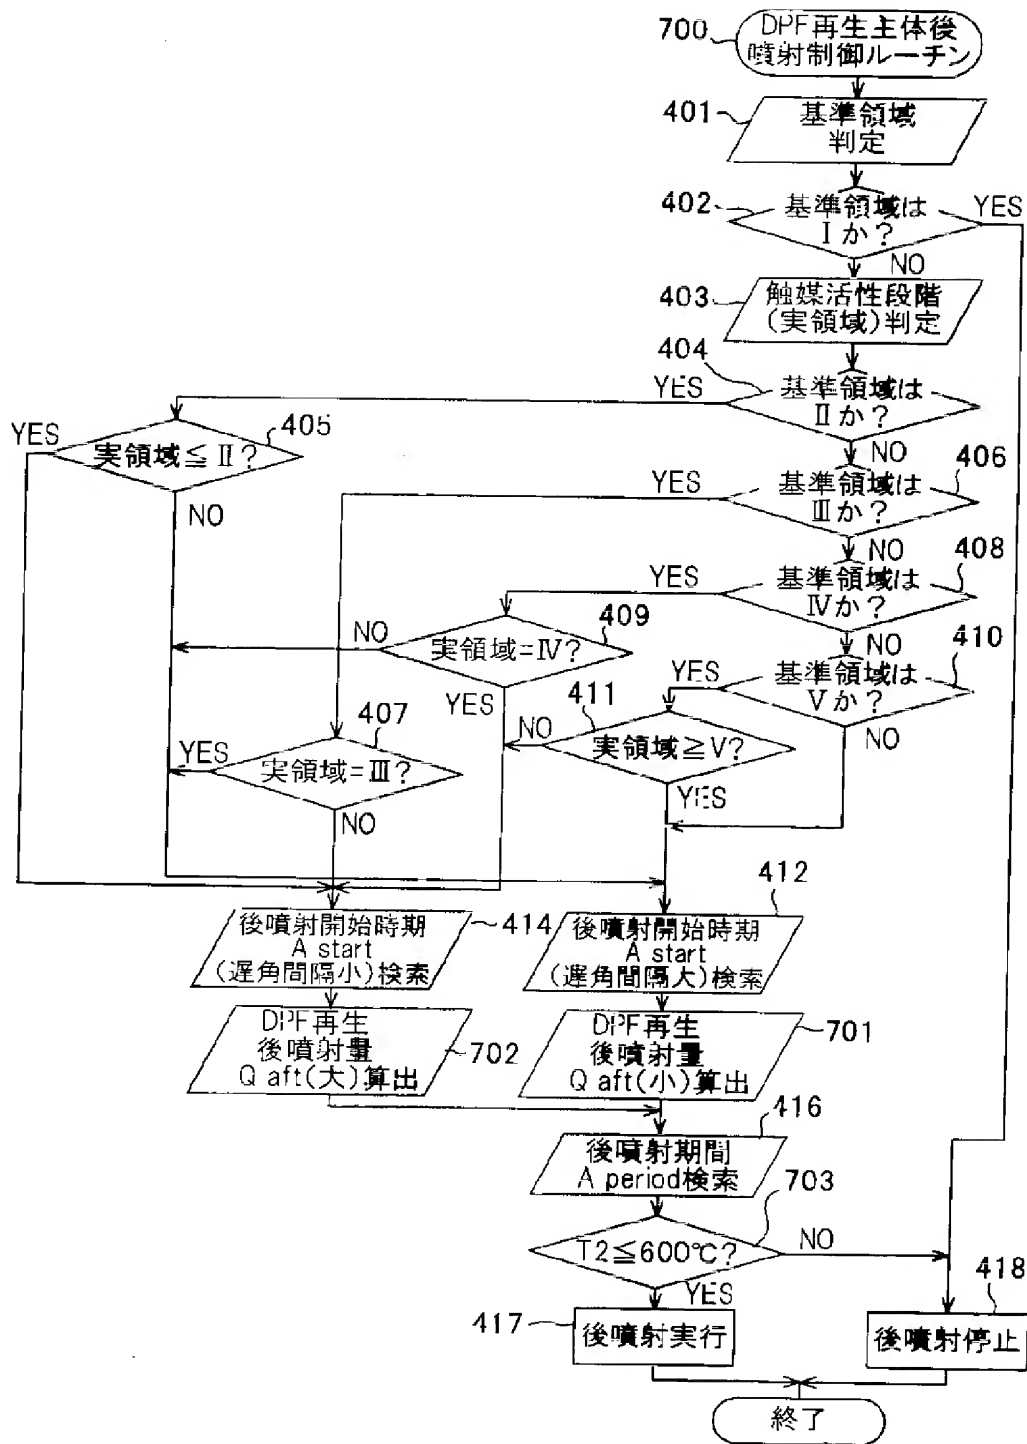 700
DPF再生主体後
噴射制御ルーチン
401
基準領域
判定
402
基準領域は
Ⅰか？
YES
NO
403
触媒活性段階
(実領域)判定
404
YES
基準領域は
Ⅱか？
NO
YES
405
実領域≦Ⅱ？
NO
406
YES
基準領域は
Ⅲか？
NO
408
YES
基準領域は
Ⅳか？
NO
409
NO
実領域=Ⅳ？
YES
410
YES
基準領域は
Ⅴか？
NO
411
NO
実領域≧Ⅴ？
YES
407
YES
実領域=Ⅲ？
NO
414
後噴射開始時期
A start
(遅角間隔小)検索
412
後噴射開始時期
A start
(遅角間隔大)検索
DPF再生
後噴射量
Q aft(大)算出
702
DPF再生
後噴射量
Q aft(小)算出
701
416
後噴射期間
A period検索
703
T2≦600℃?
NO
YES
417
後噴射実行
418
後噴射停止
終了